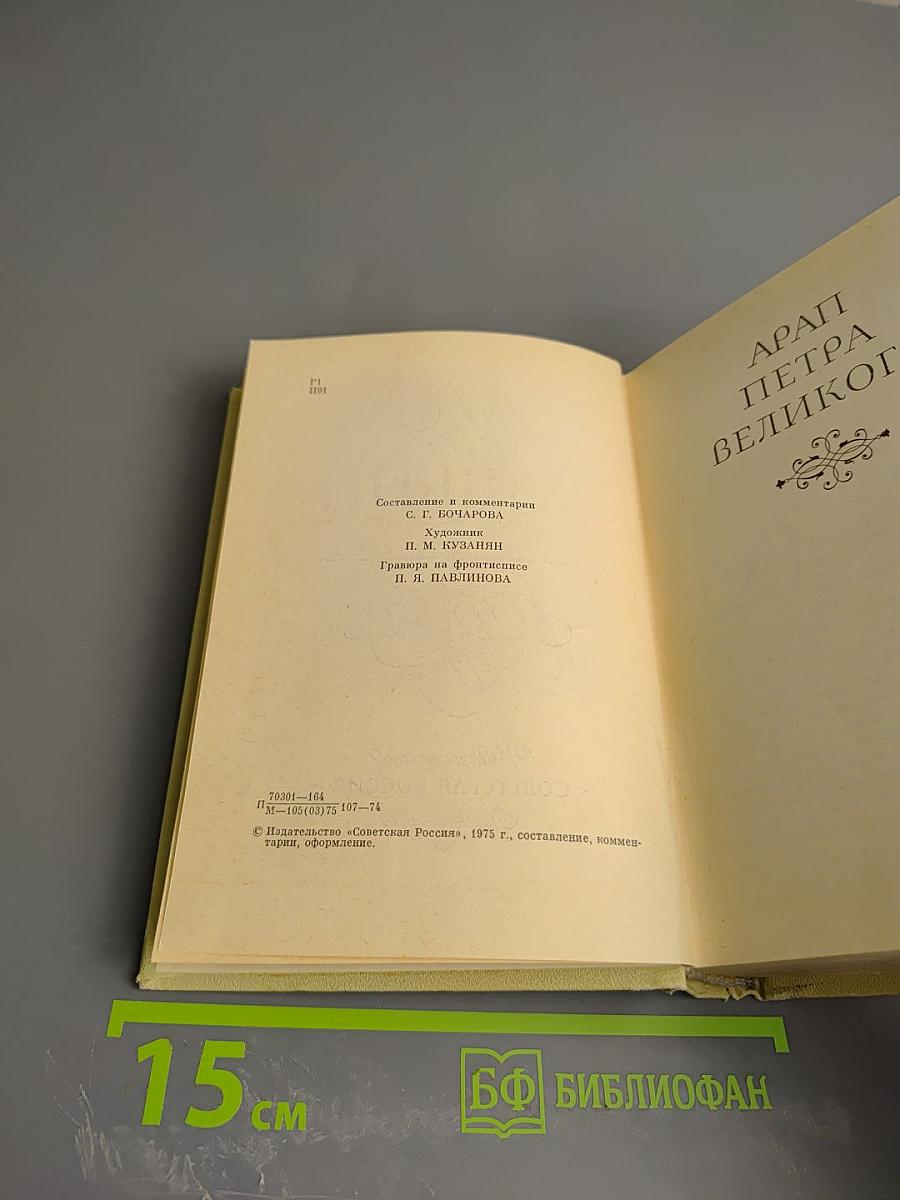 Р1
П91
Составление и комментарии
С. Г. БОЧАРОВА
Художник
П. М. КУЗАНЯН
Гравюра на фронтисписе
П. Я. ПАВЛИНОВА
П 70301—164 107—74
М—105(03)75
© Издательство «Советская Россия», 1975 г., составление, коммен-
тарии, оформление.
АРАП
ПЕТРА
ВЕЛИКОГ
15 см
БФ БИБЛИОФАН